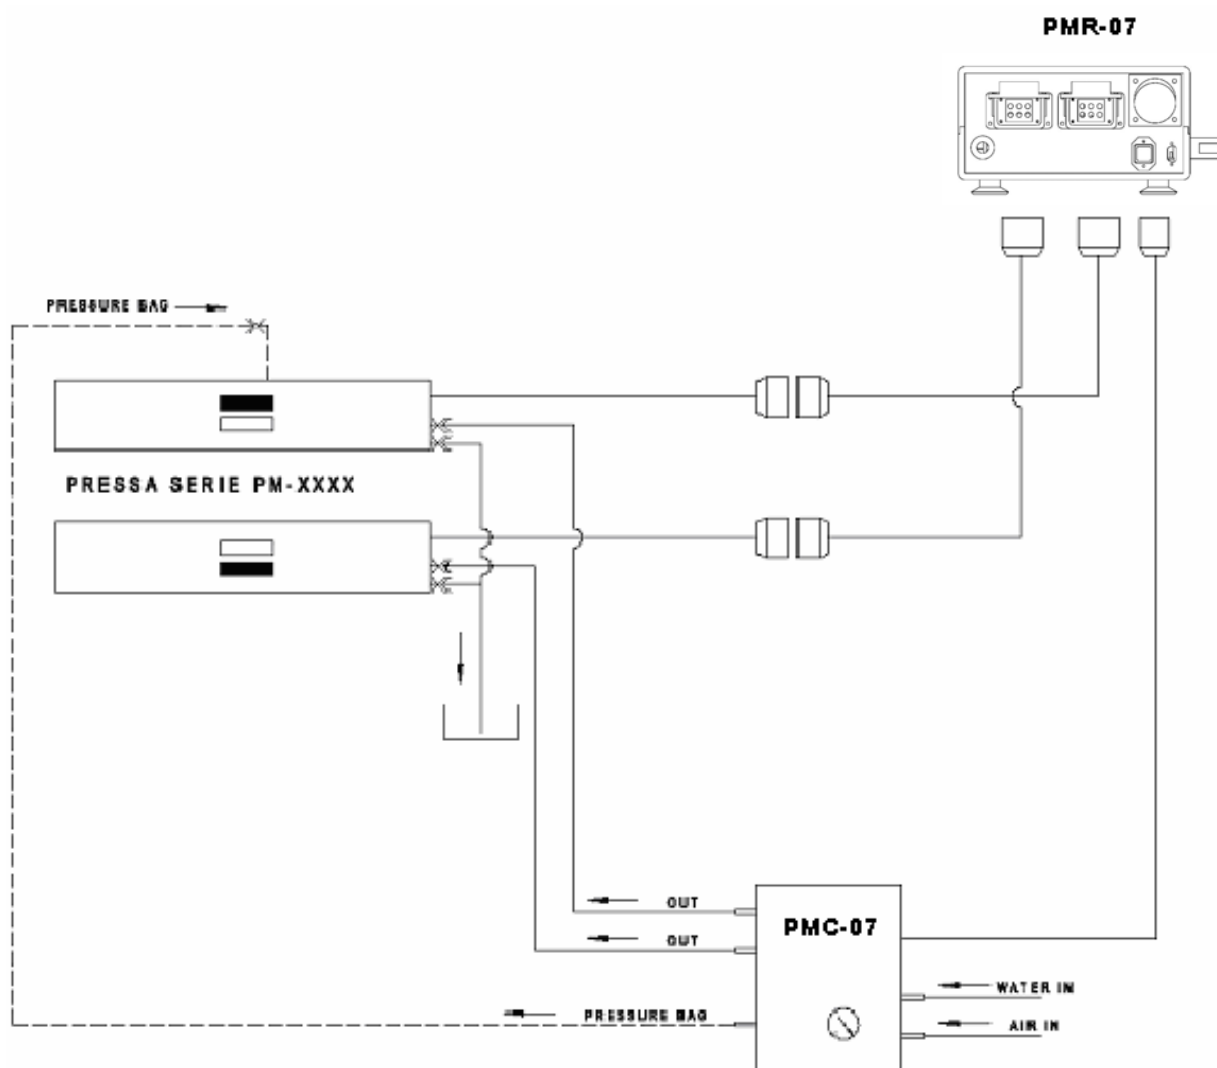 PMR-07
PRESSURE BAG
PRESSA SERIE PM-XXXX
OUT
PMC-07
OUT
WATER IN
PRESSURE BAG
AIR IN